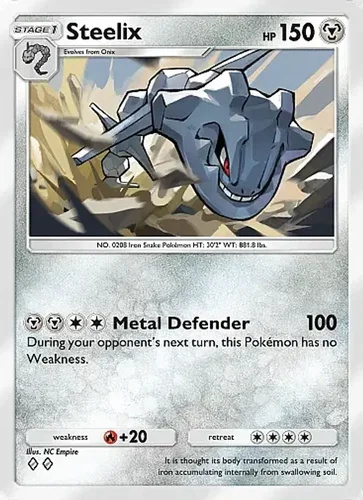 STAGE 1
Steelix
HP 150
Evolves from Onix
NO. 0208 Iron Snake Pokémon HT: 30'2" WT: 881.8 lbs.
Metal Defender 100
During your opponent's next turn, this Pokémon has no
Weakness.
weakness +20 retreat
Illus. NC Empire
It is thought its body transformed as a result of
iron accumulating internally from swallowing soil.